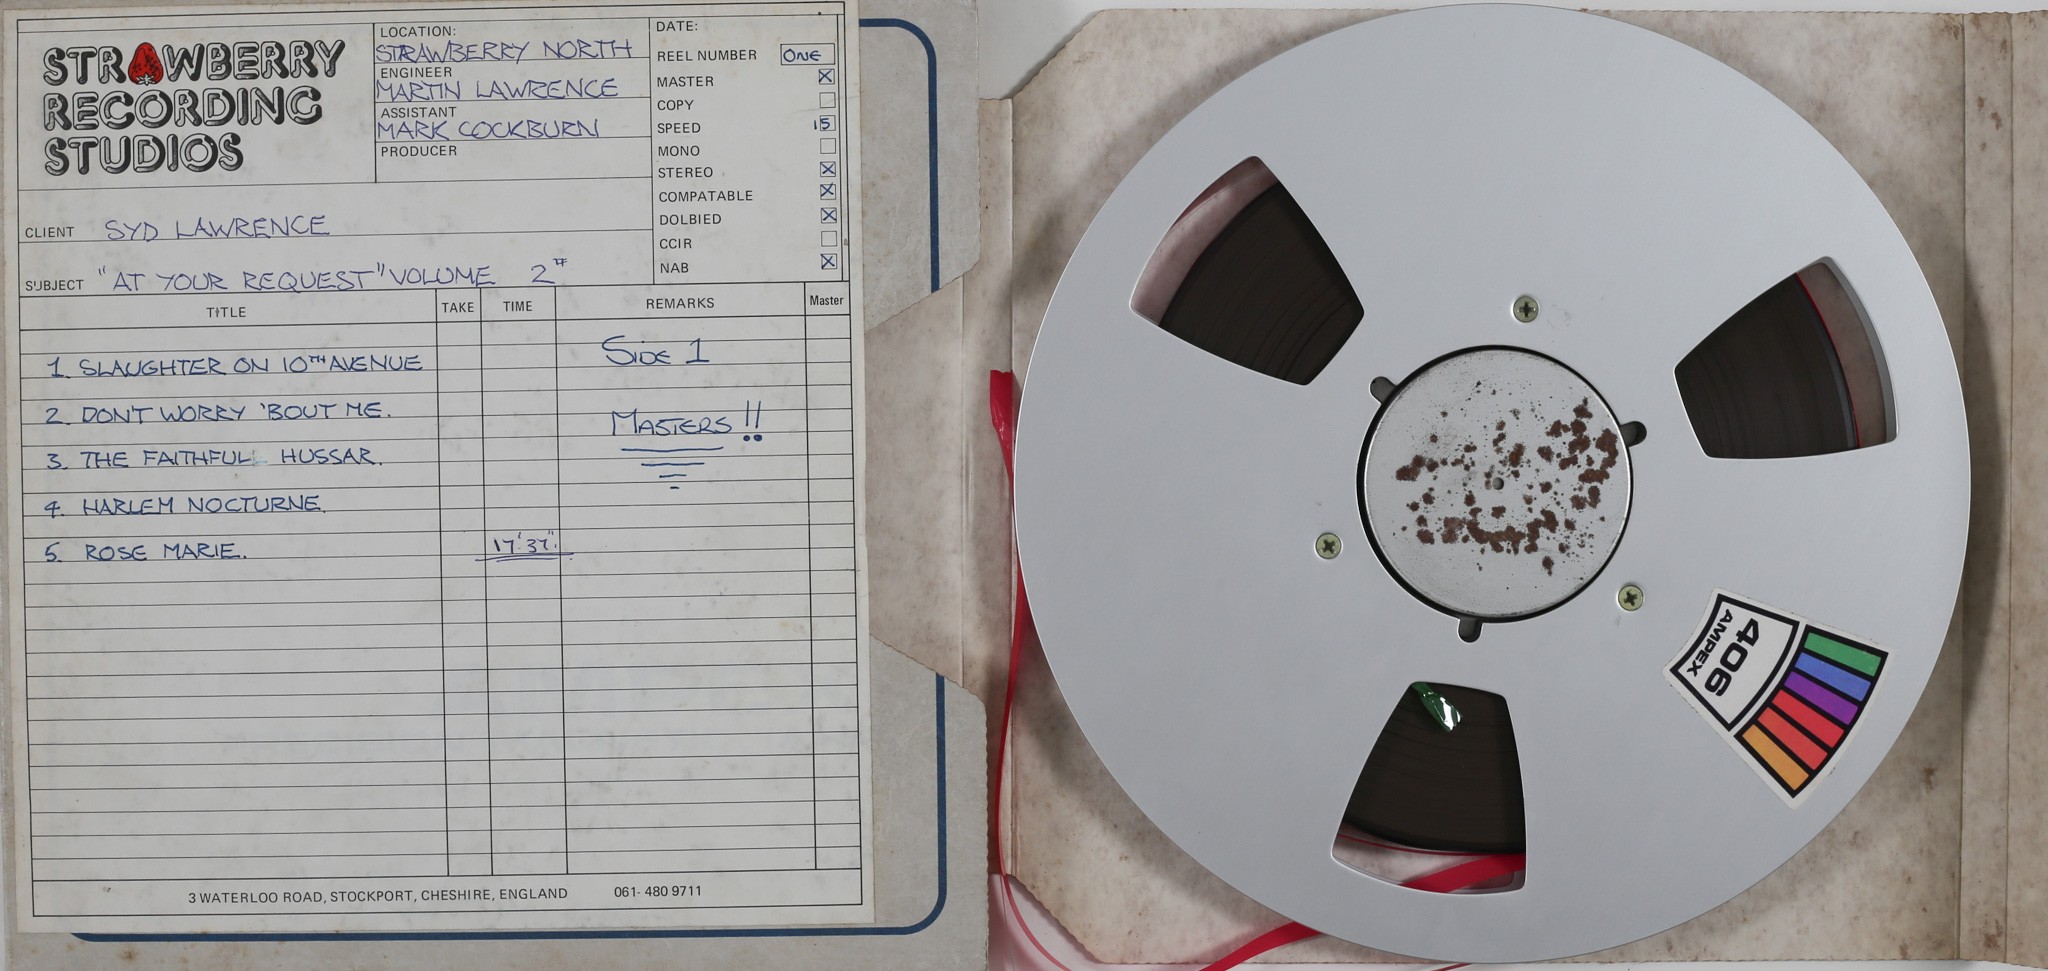 STRAWBERRY
RECORDING
STUDIOS
LOCATION:
STRAWBERRY NORTH
ENGINEER
MARTIN LAWRENCE
ASSISTANT
MARK COCKBURN
PRODUCER
DATE:
REEL NUMBER ONE
MASTER
COPY
SPEED 15
MONO
STEREO
COMPATABLE
DOLBIED
CCIR
NAB
CLIENT SYD LAWRENCE
SUBJECT "AT YOUR REQUEST" VOLUME 2"
TITLE TAKE TIME REMARKS Master
Side 1
1. SLAUGHTER ON 10TH AVENUE
2. DON'T WORRY 'BOUT ME.
MASTERS!!
3. THE FAITHFULL HUSSAR.
4. HARLEM NOCTURNE.
5. ROSE MARIE. 17'37".
3 WATERLOO ROAD, STOCKPORT, CHESHIRE, ENGLAND 061-480 9711
406
AMPEX